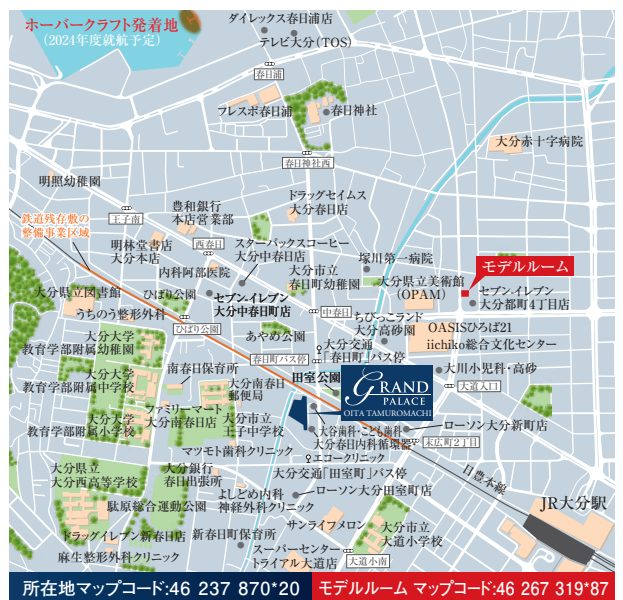 ホーバークラフト発着地
(2024年度就航予定)
ダイレックス春日浦店
テレビ大分(TOS)
春日浦
フレスポ春日浦
春日神社
大分赤十字病院
春日神社西
明照幼稚園
ドラッグセイムス
大分春日店
豊和銀行
本店営業部
王子南
鉄道残存敷の
整備事業区域
西春日
明林堂書店
大分本店
スターバックスコーヒー
大分中春日店
塚川第一病院
モデルルーム
内科阿部医院
大分市立
春日町幼稚園
大分県立美術館
(OPAM)
セブン-イレブン
大分都町4丁目店
大分県立図書館
ひばり公園
セブン-イレブン
大分中春日町店
うちのう整形外科
中春日
ちびっこランド
大分高砂園
OASISひろば21
iichiko総合文化センター
ひばり公園
あやめ公園
大分大学
教育学部附属幼稚園
大分交通
「春日町」バス停
春日町バス停
大川小児科・高砂
南春日保育所
田室公園
大道入口
大分大学
教育学部附属中学校
大分南春日
郵便局
GRAND
PALACE
OITA TAMUROMACHI
ファミリーマート
大分南春日店
大分市立
王子中学校
大分大学
教育学部附属小学校
大谷歯科・こども歯科
大分春日内科循環器
ローソン大分新町店
末広町2丁目
マツモト歯科クリニック
エコークリニック
大分県立
大分西高等学校
大分銀行
春日出張所
大分交通「田室町」バス停
日豊本線
よしどめ内科
神経外科クリニック
ローソン大分田室町店
駄原総合運動公園
JR大分駅
サンライフメロン
大分市立
大道小学校
ドラッグイレブン新春日店
新春日町保育所
麻生整形外科クリニック
スーパーセンター
トライアル大道店
大道小南
所在地マップコード:46 237 870*20
モデルルーム マップコード:46 267 319*87